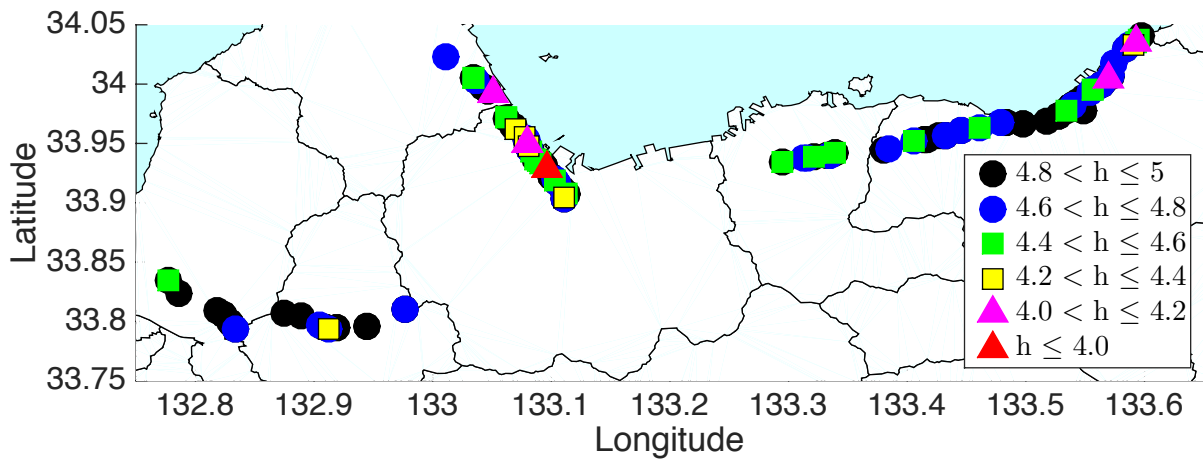 34.05
34
33.95
33.9
33.85
33.8
33.75
Latitude
132.8 132.9 133 133.1 133.2 133.3 133.4 133.5 133.6
Longitude
4.8 < h ≤ 5
4.6 < h ≤ 4.8
4.4 < h ≤ 4.6
4.2 < h ≤ 4.4
4.0 < h ≤ 4.2
h ≤ 4.0